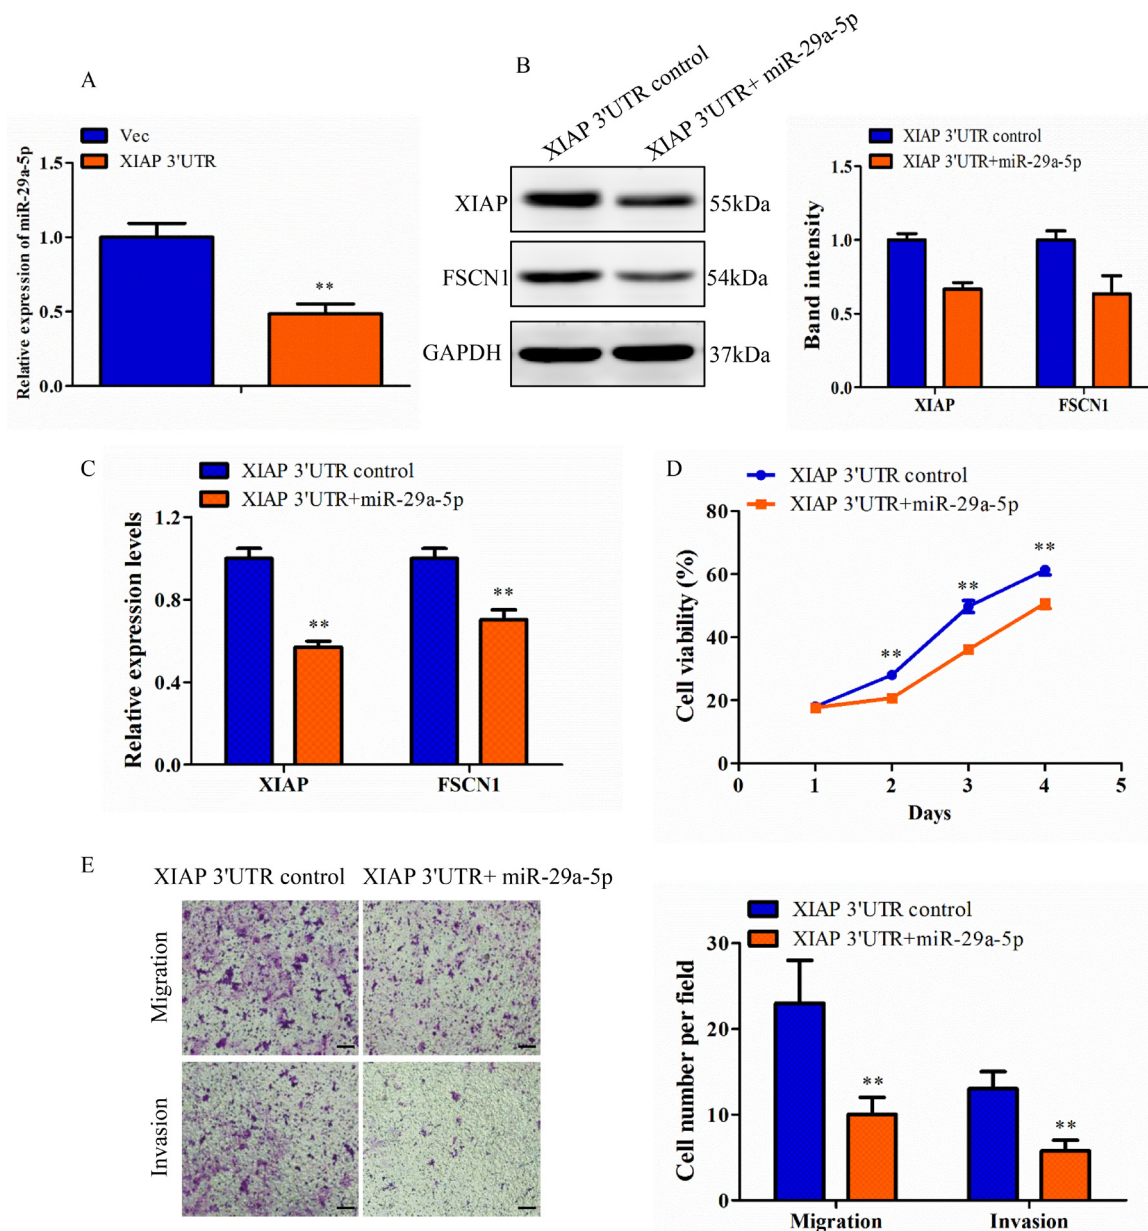 A
Vec
XIAP 3'UTR
Relative expression of miR-29a-5p
1.5
1.0
0.5
0.0
**
B
XIAP 3'UTR control
XIAP 3'UTR+ miR-29a-5p
XIAP
55kDa
FSCN1
54kDa
GAPDH
37kDa
XIAP 3'UTR control
XIAP 3'UTR+miR-29a-5p
Band intensity
1.5
1.0
0.5
0.0
XIAP
FSCN1
C
XIAP 3'UTR control
XIAP 3'UTR+miR-29a-5p
Relative expression levels
1.2
0.8
0.4
0.0
**
**
XIAP
FSCN1
D
XIAP 3'UTR control
XIAP 3'UTR+miR-29a-5p
Cell viability (%)
80
60
40
20
0
**
**
**
0 1 2 3 4 5
Days
E
XIAP 3'UTR control
XIAP 3'UTR+ miR-29a-5p
Migration
Invasion
XIAP 3'UTR control
XIAP 3'UTR+miR-29a-5p
Cell number per field
30
20
10
0
**
**
Migration
Invasion